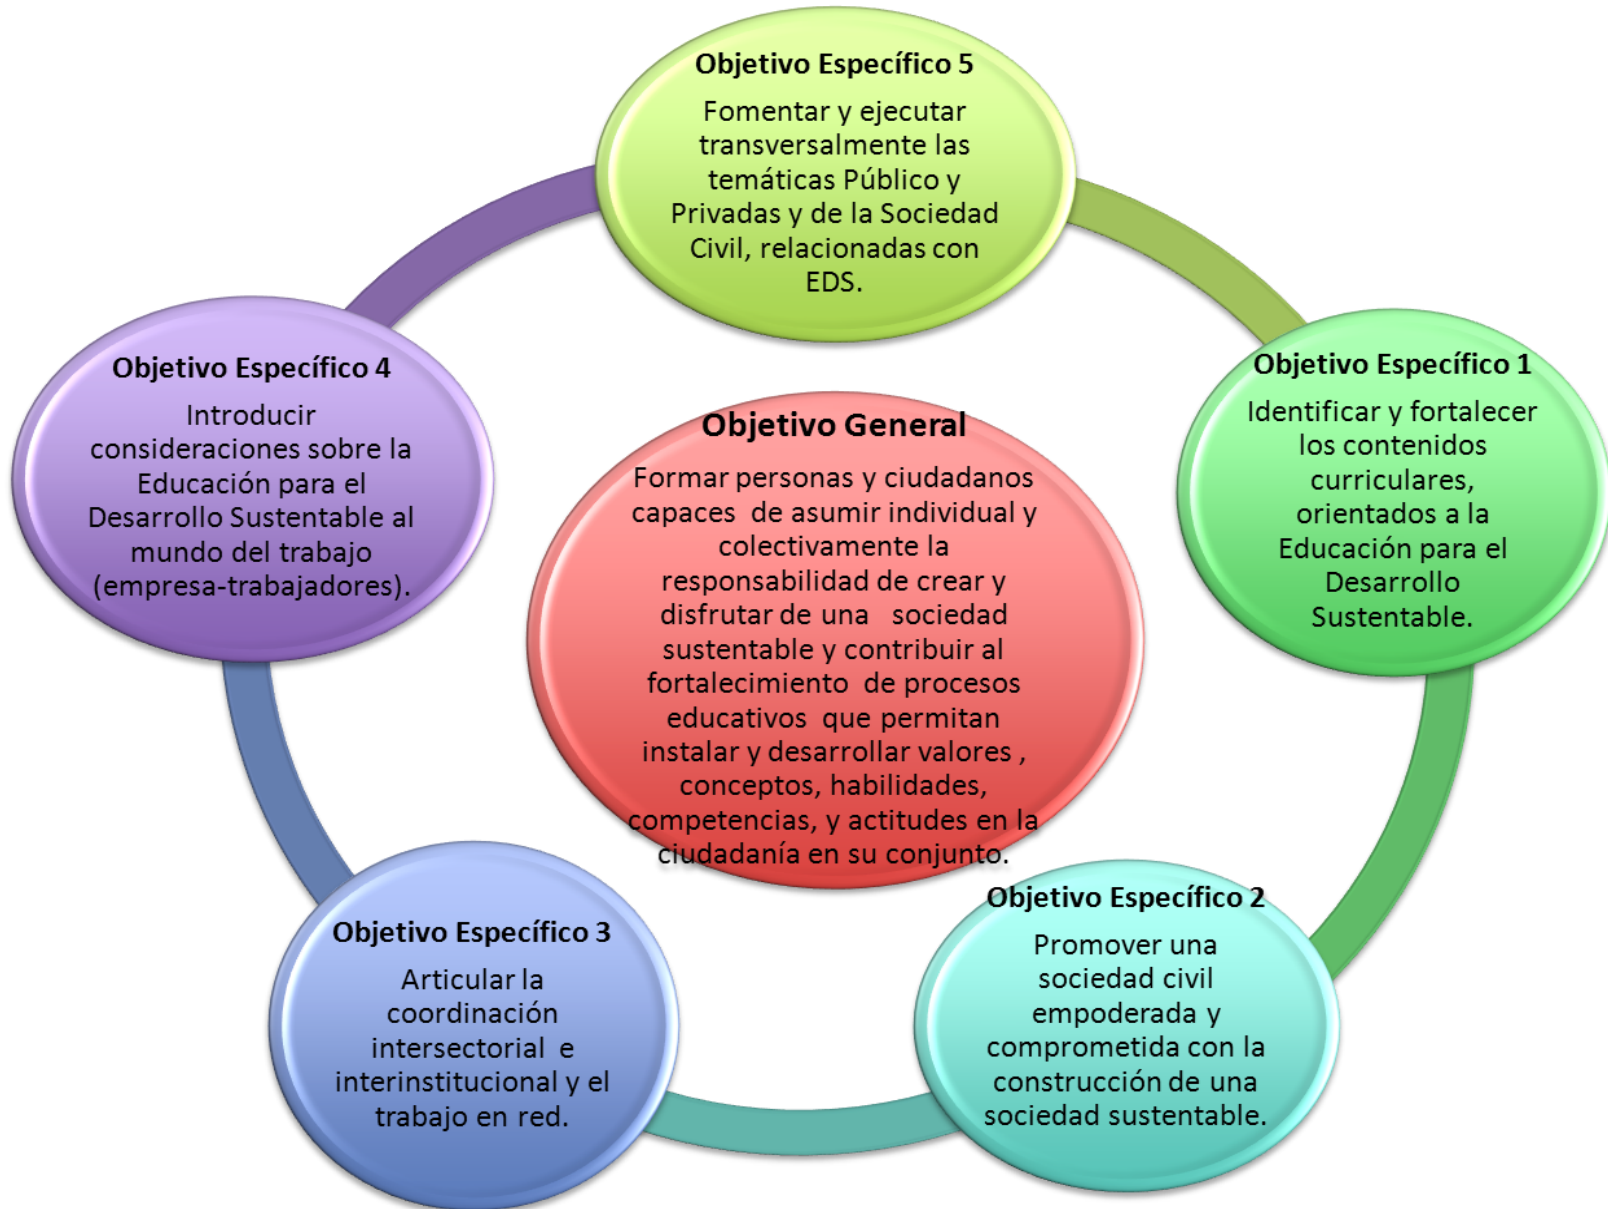 Objetivo Específico 5
Fomentar y ejecutar
transversalmente las
temáticas Público y
Privadas y de la Sociedad
Civil, relacionadas con
EDS.
Objetivo Específico 1
Identificar y fortalecer
los contenidos
curriculares,
orientados a la
Educación para el
Desarrollo
Sustentable.
Objetivo Específico 2
Promover una
sociedad civil
empoderada y
comprometida con la
construcción de una
sociedad sustentable.
Objetivo Específico 3
Articular la
coordinación
intersectorial e
interinstitucional y el
trabajo en red.
Objetivo Específico 4
Introducir
consideraciones sobre la
Educación para el
Desarrollo Sustentable al
mundo del trabajo
(empresa-trabajadores).
Objetivo General
Formar personas y ciudadanos
capaces de asumir individual y
colectivamente la
responsabilidad de crear y
disfrutar de una sociedad
sustentable y contribuir al
fortalecimiento de procesos
educativos que permitan
instalar y desarrollar valores ,
conceptos, habilidades,
competencias, y actitudes en la
ciudadanía en su conjunto.